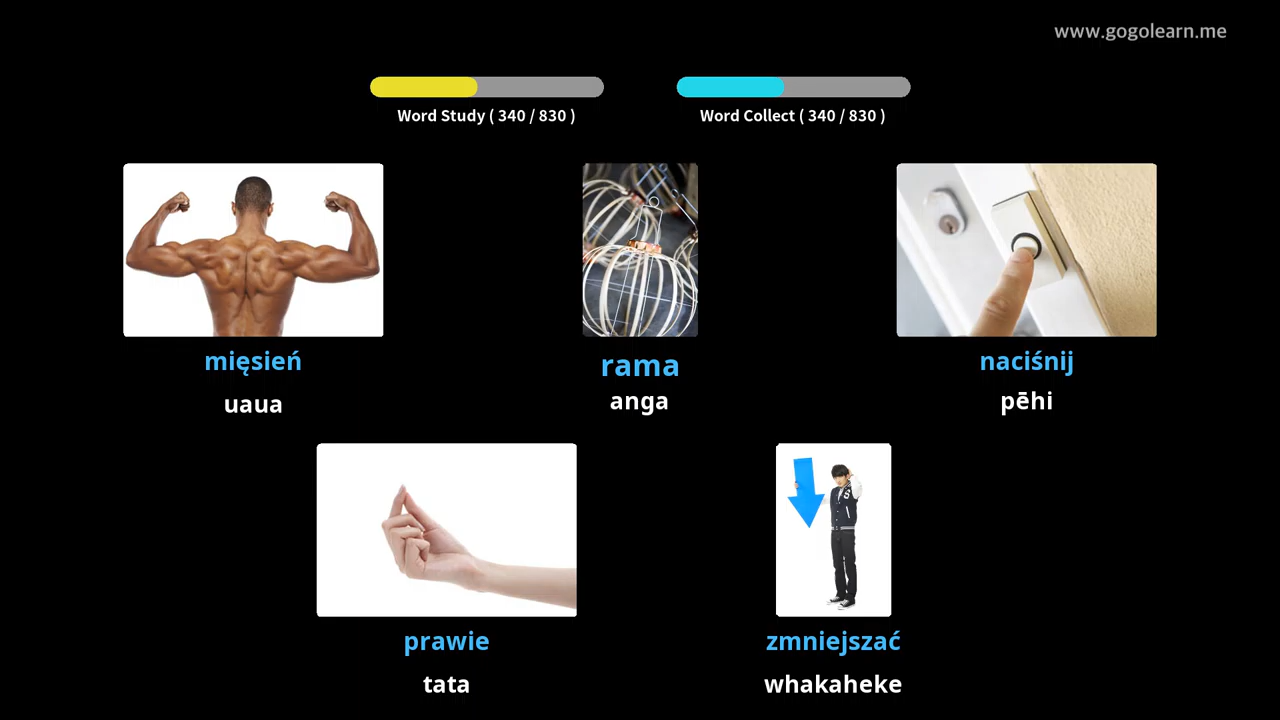 www.gogolearn.me
Word Study ( 340 / 830 )
Word Collect ( 340 / 830 )
mięsień
uaua
rama
anga
naciśnij
pēhi
prawie
tata
zmniejszać
whakaheke